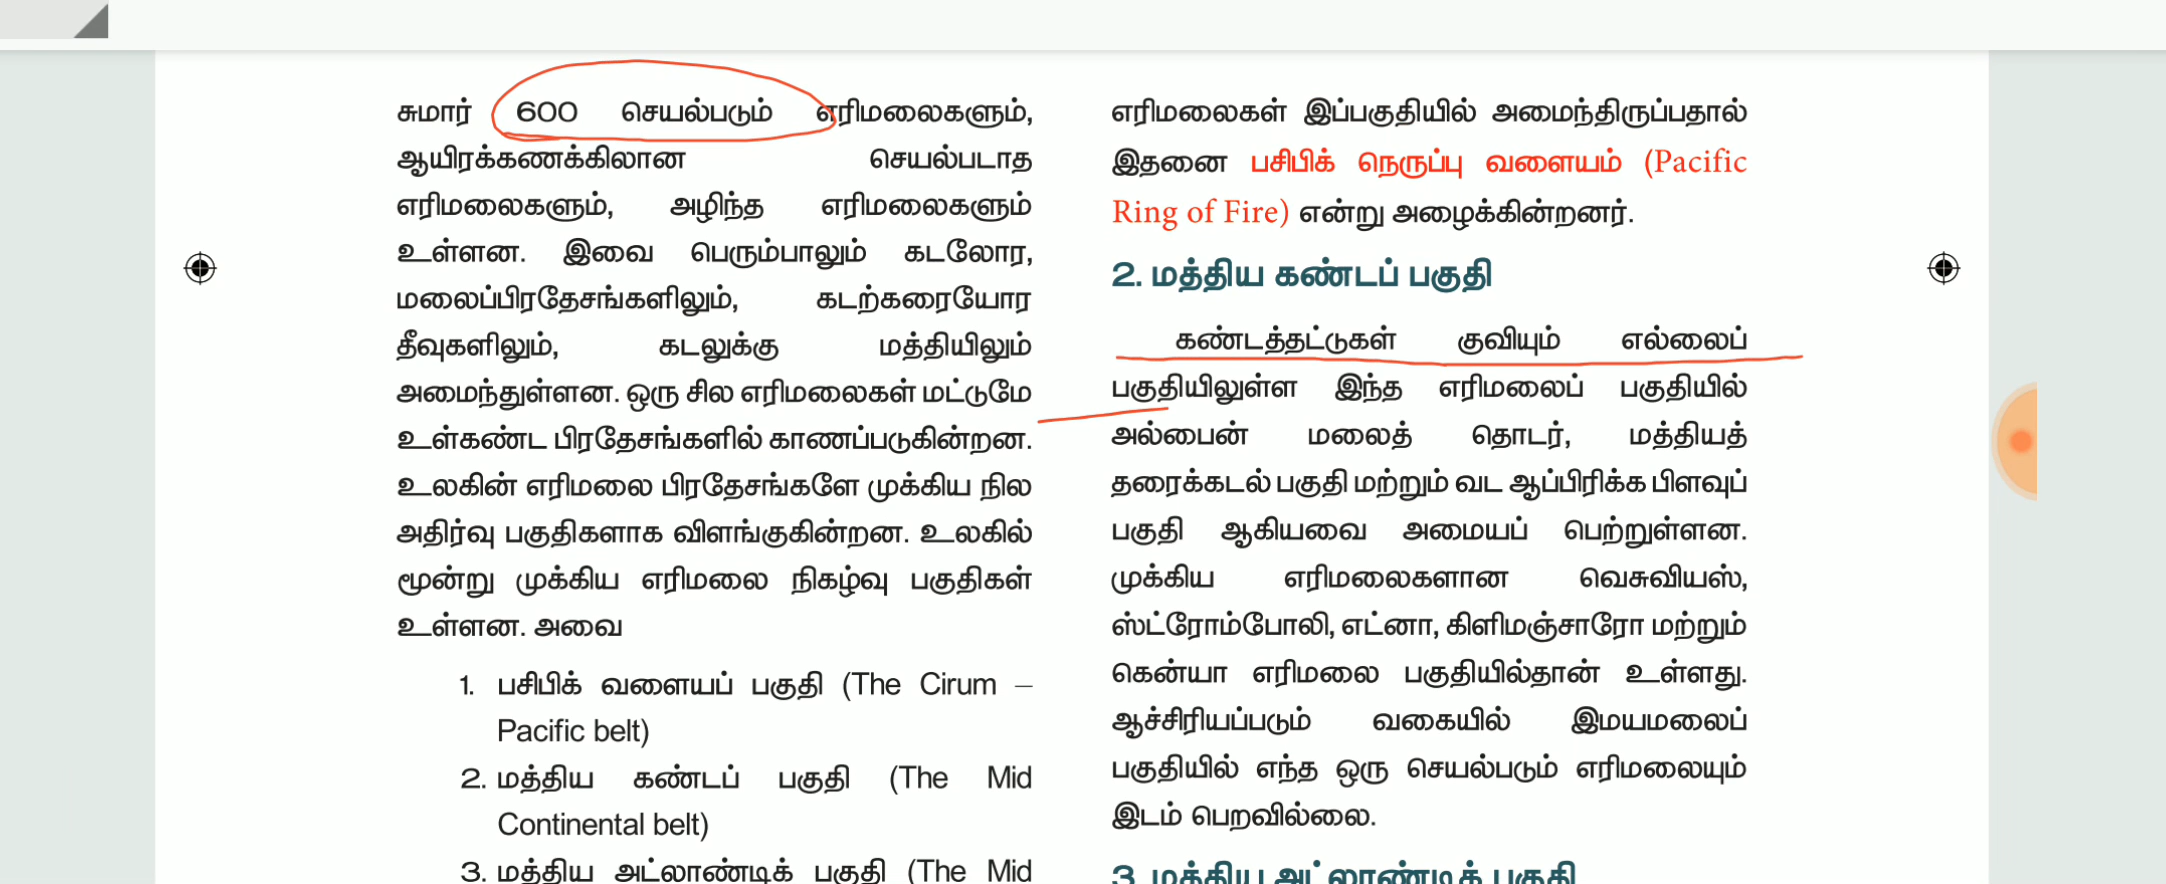 சுமார் 600 செயல்படும் எரிமலைகளும்,
ஆயிரக்கணக்கிலான செயல்படாத
எரிமலைகளும், அழிந்த எரிமலைகளும்
உள்ளன. இவை பெரும்பாலும் கடலோர,
மலைப்பிரதேசங்களிலும், கடற்கரையோர
தீவுகளிலும், கடலுக்கு மத்தியிலும்
அமைந்துள்ளன. ஒரு சில எரிமலைகள் மட்டுமே
உள்கண்ட பிரதேசங்களில் காணப்படுகின்றன.
உலகின் எரிமலை பிரதேசங்களே முக்கிய நில
அதிர்வு பகுதிகளாக விளங்குகின்றன. உலகில்
மூன்று முக்கிய எரிமலை நிகழ்வு பகுதிகள்
உள்ளன. அவை
1. பசிபிக் வளையப் பகுதி (The Cirum –
Pacific belt)
2. மத்திய கண்டப் பகுதி (The Mid
Continental belt)
3. மத்திய அட்லாண்டிக் பகுதி (The Mid
எரிமலைகள் இப்பகுதியில் அமைந்திருப்பதால்
இதனை பசிபிக் நெருப்பு வளையம் (Pacific
Ring of Fire) என்று அழைக்கின்றனர்.
2. மத்திய கண்டப் பகுதி
கண்டத்தட்டுகள் குவியும் எல்லைப்
பகுதியிலுள்ள இந்த எரிமலைப் பகுதியில்
அல்பைன் மலைத் தொடர், மத்தியத்
தரைக்கடல் பகுதி மற்றும் வட ஆப்பிரிக்க பிளவுப்
பகுதி ஆகியவை அமையப் பெற்றுள்ளன.
முக்கிய எரிமலைகளான வெசுவியஸ்,
ஸ்ட்ரோம்போலி, எட்னா, கிளிமஞ்சாரோ மற்றும்
கென்யா எரிமலை பகுதியில்தான் உள்ளது.
ஆச்சிரியப்படும் வகையில் இமயமலைப்
பகுதியில் எந்த ஒரு செயல்படும் எரிமலையும்
இடம் பெறவில்லை.
3. மத்திய அட்லாண்டிக் பகுதி